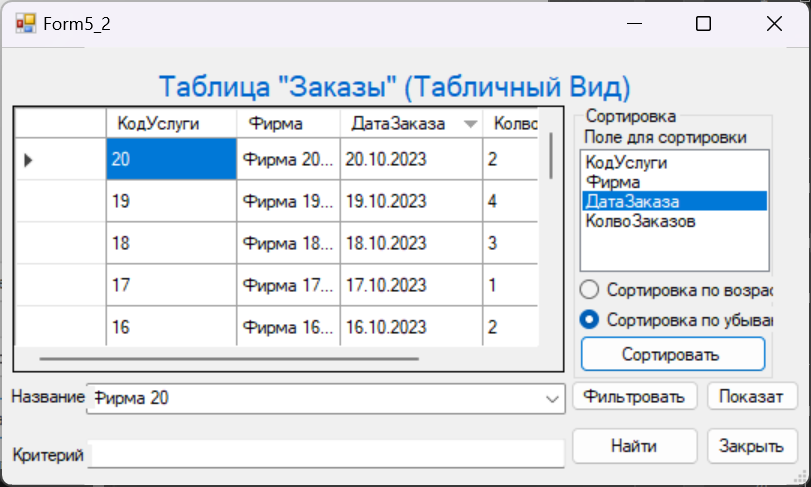 Form5_2
Таблица "Заказы" (Табличный Вид)
КодУслуги Фирма ДатаЗаказа Колво
20 Фирма 20... 20.10.2023 2
19 Фирма 19... 19.10.2023 4
18 Фирма 18... 18.10.2023 3
17 Фирма 17... 17.10.2023 1
16 Фирма 16... 16.10.2023 2
Сортировка
Поле для сортировки
КодУслуги
Фирма
ДатаЗаказа
КолвоЗаказов
Сортировка по возрас
Сортировка по убыван
Сортировать
Название Фирма 20
Фильтровать Показат
Критерий
Найти Закрыть